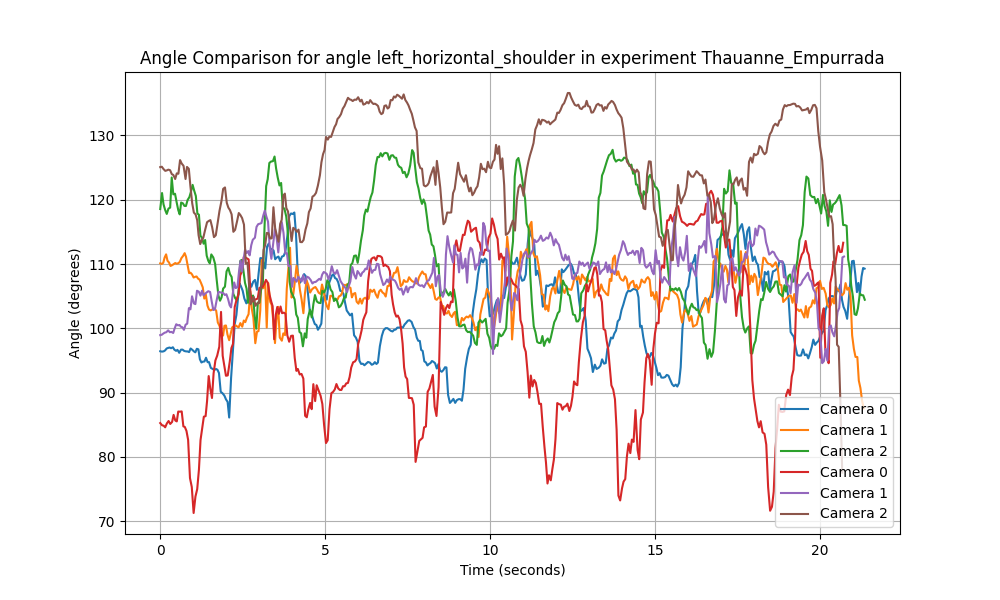 Angle Comparison for angle left_horizontal_shoulder in experiment Thauanne_Empurrada
Angle (degrees)
130
120
110
100
90
80
70
0
5
10
15
20
Time (seconds)
Camera 0
Camera 1
Camera 2
Camera 0
Camera 1
Camera 2